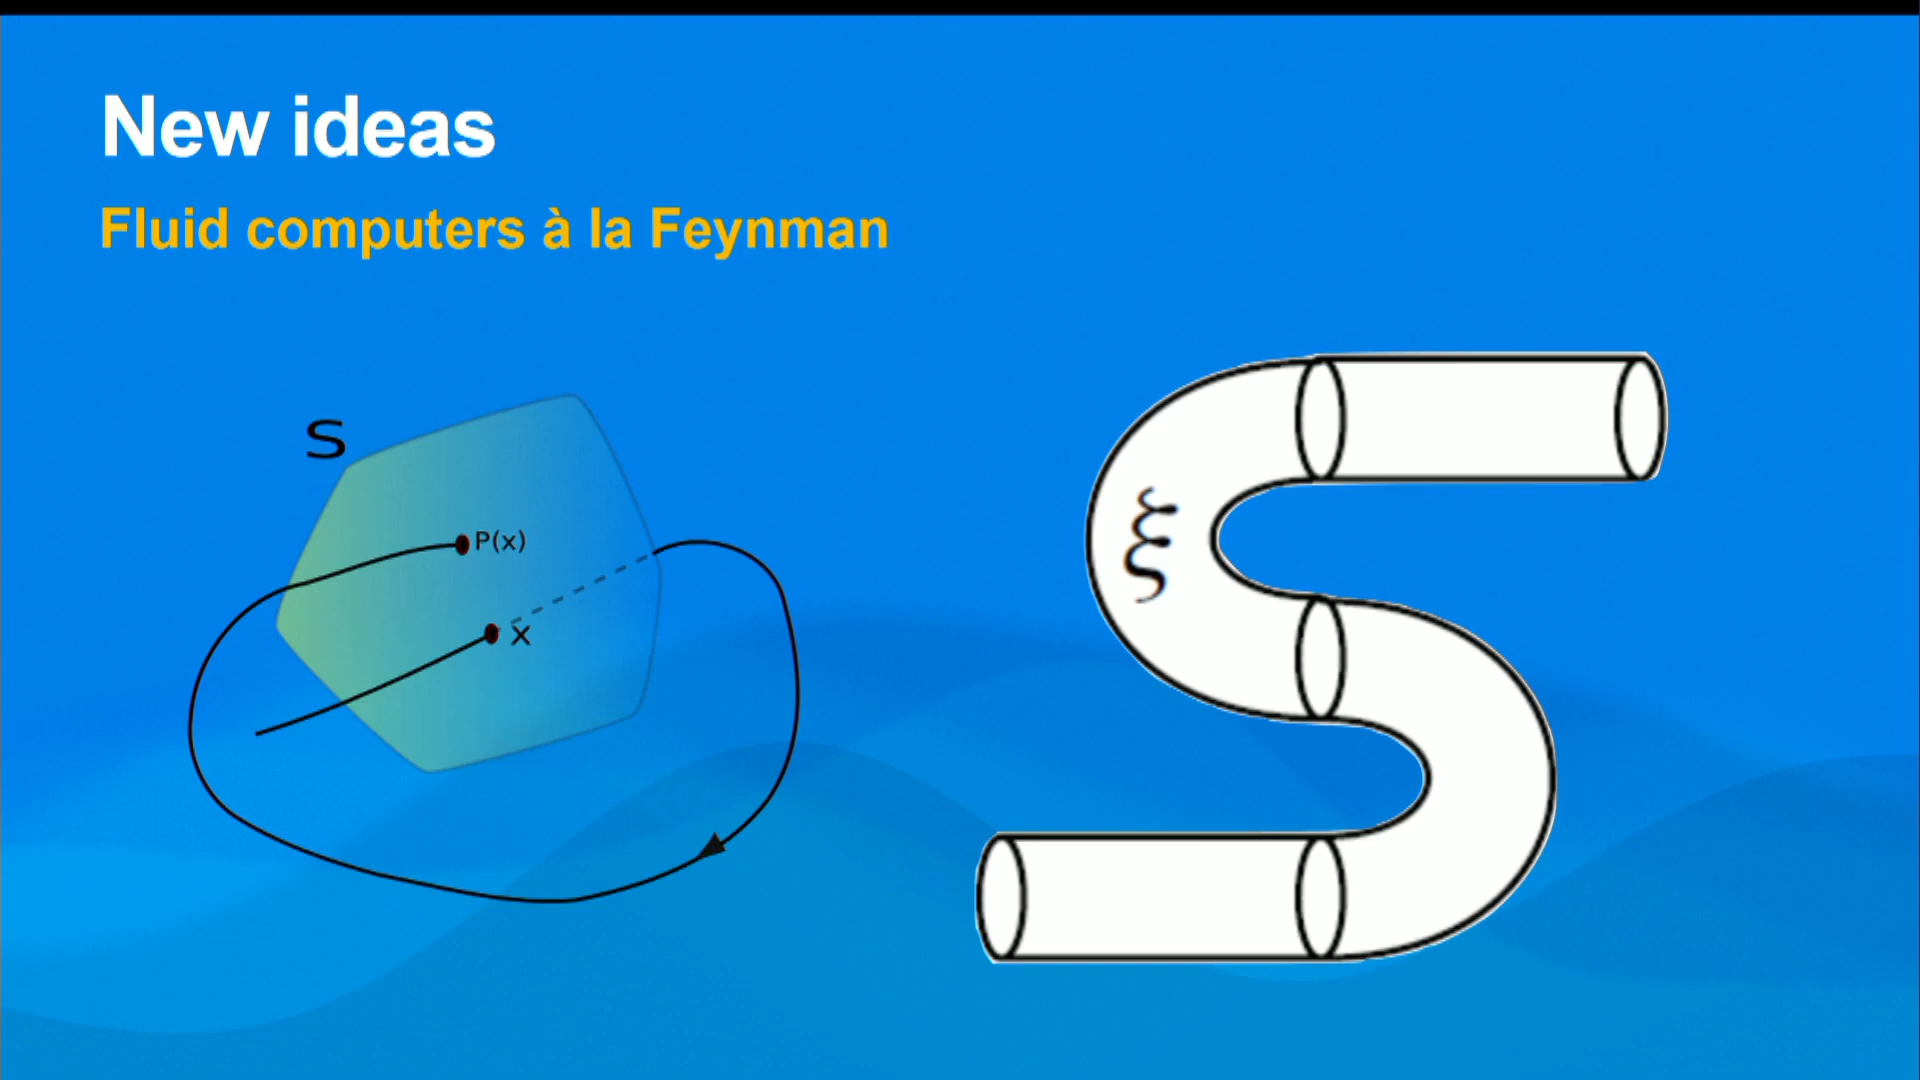 New ideas
Fluid computers à la Feynman
S
P(x)
x
ξ